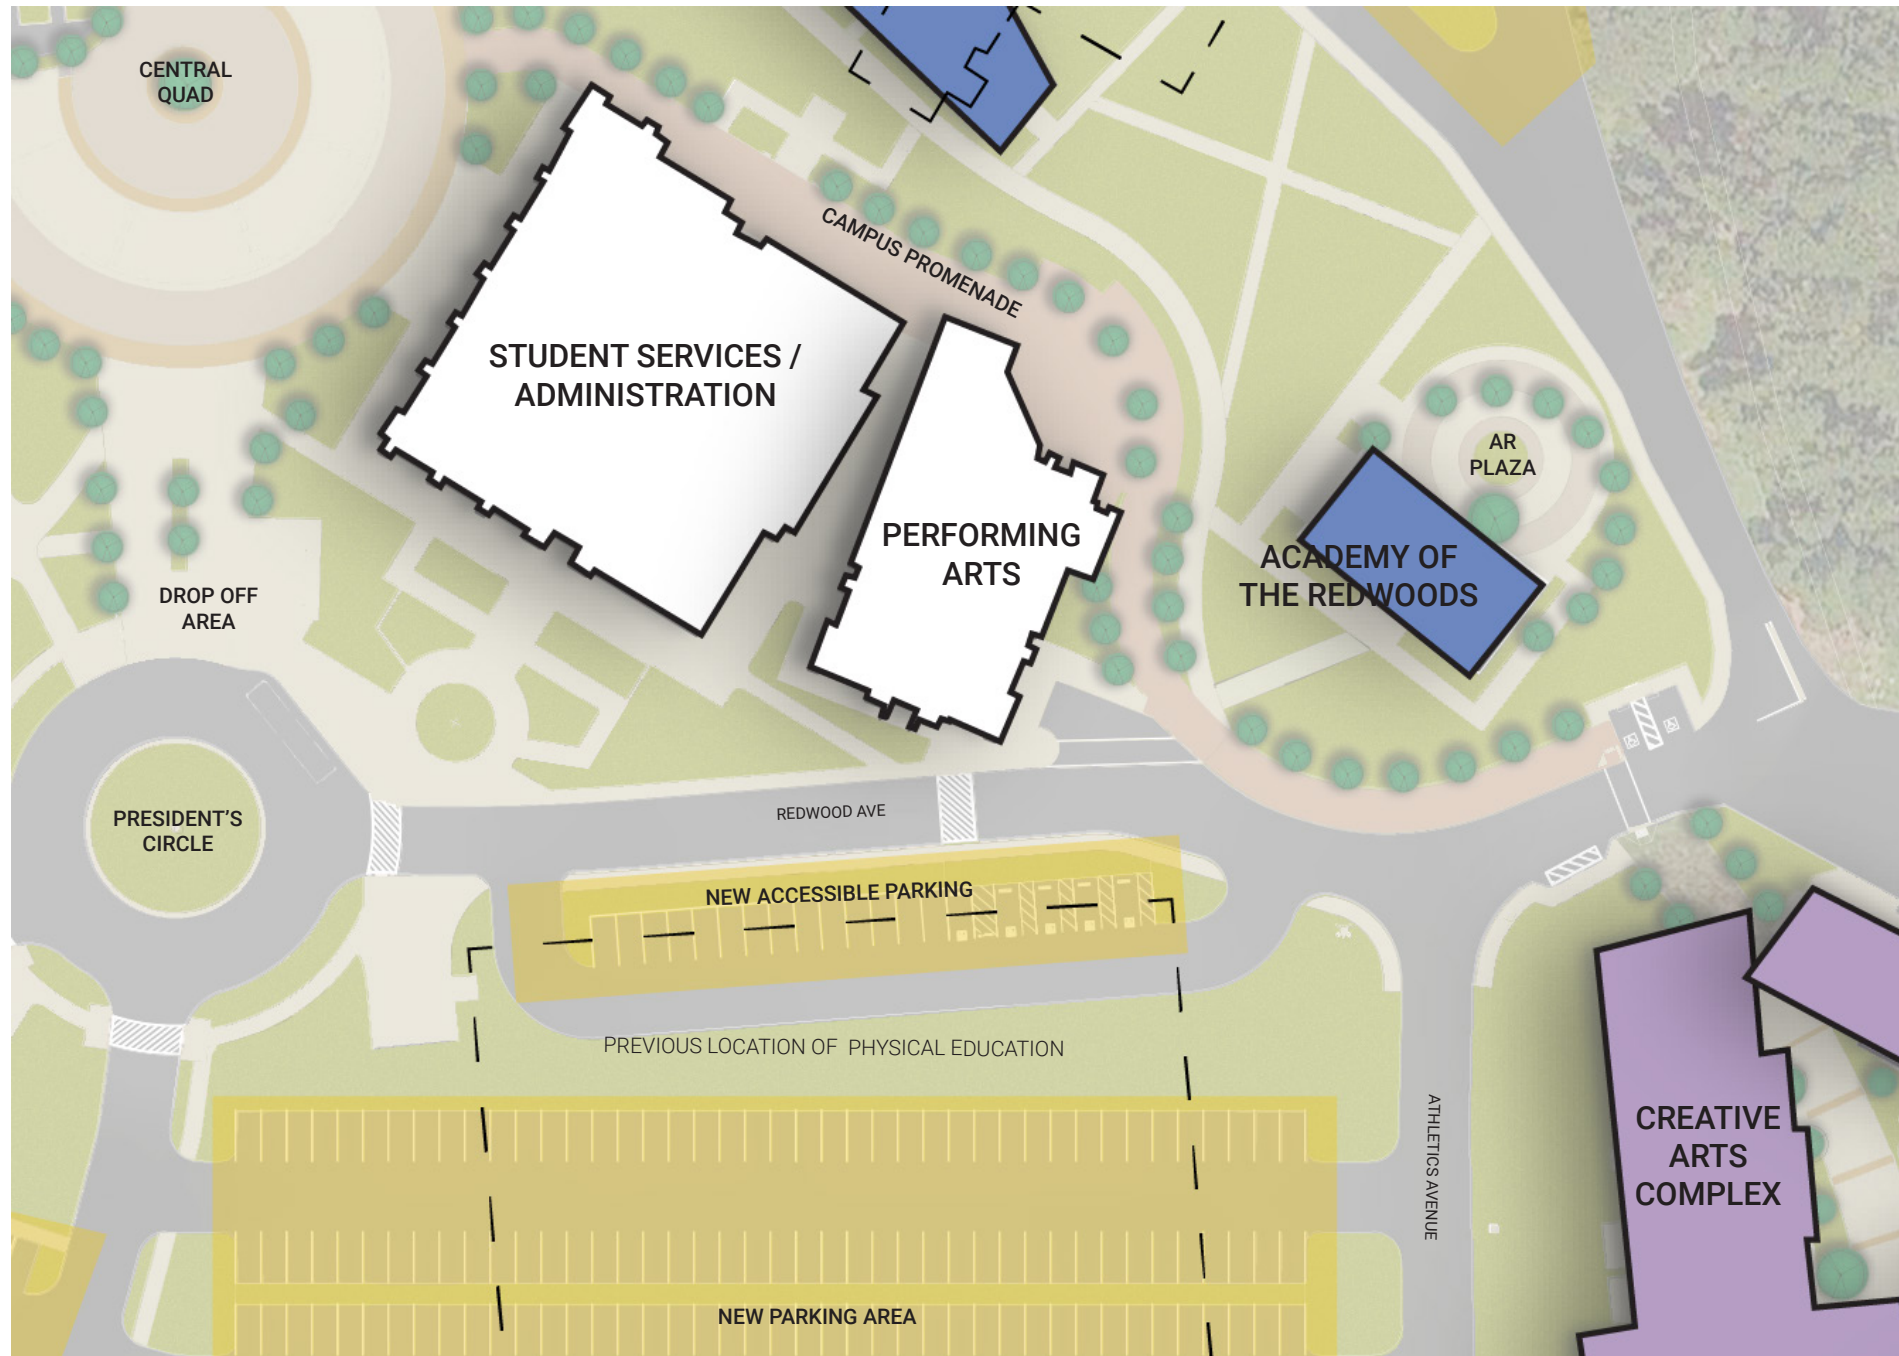 CENTRAL
QUAD
CAMPUS PROMENADE
STUDENT SERVICES /
ADMINISTRATION
AR
PLAZA
PERFORMING
ARTS
ACADEMY OF
THE REDWOODS
DROP OFF
AREA
PRESIDENT'S
CIRCLE
REDWOOD AVE
NEW ACCESSIBLE PARKING
PREVIOUS LOCATION OF PHYSICAL EDUCATION
ATHLETICS AVENUE
CREATIVE
ARTS
COMPLEX
NEW PARKING AREA